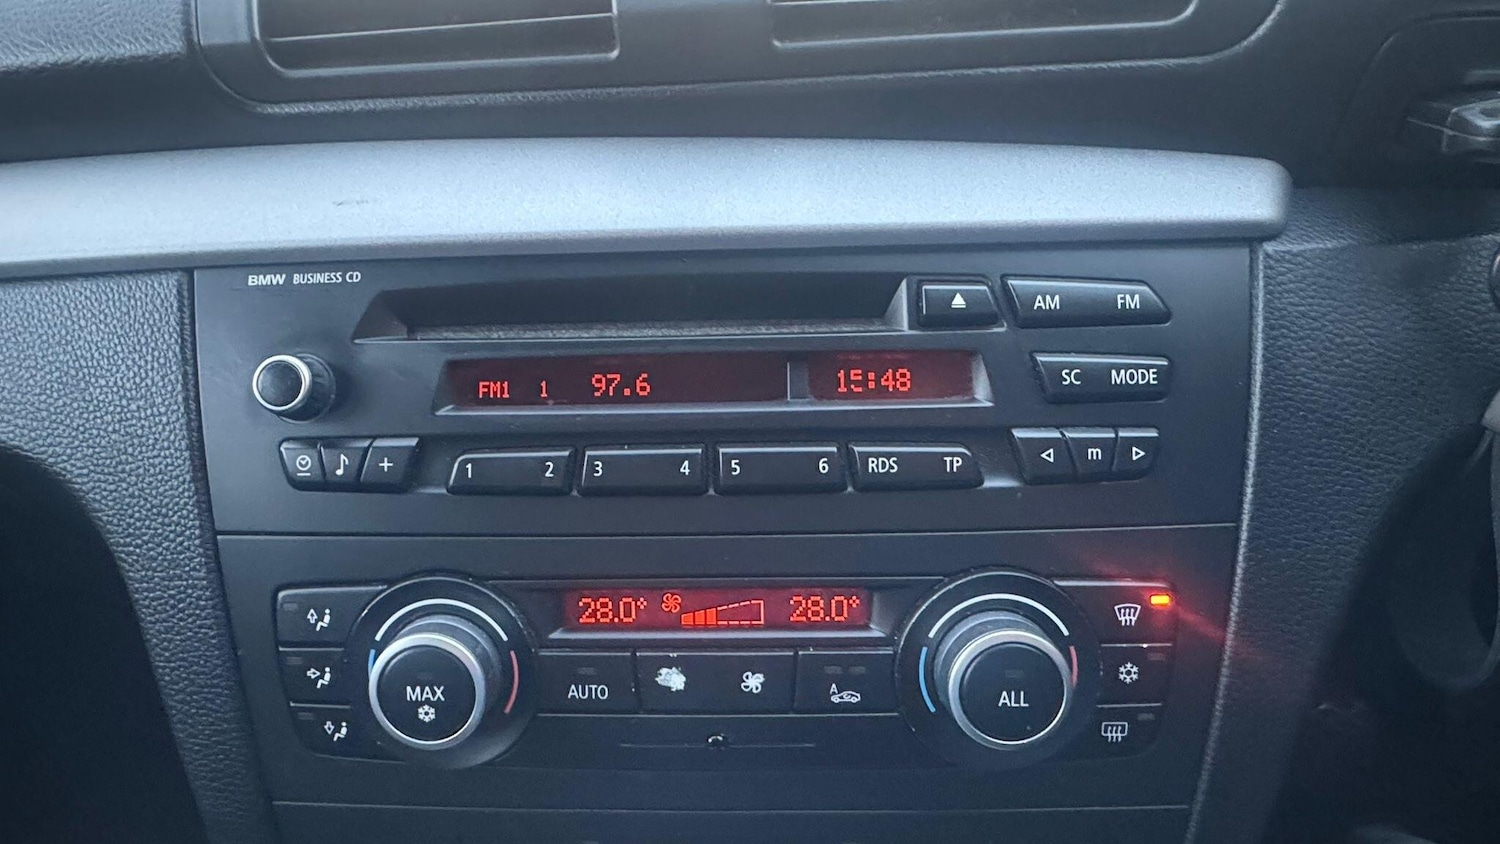 BMW BUSINESS CD
AM FM
FM1 1 97.6 15:48
SC MODE
1 2 3 4 5 6 RDS TP m
28.0° 28.0°
MAX AUTO A ALL